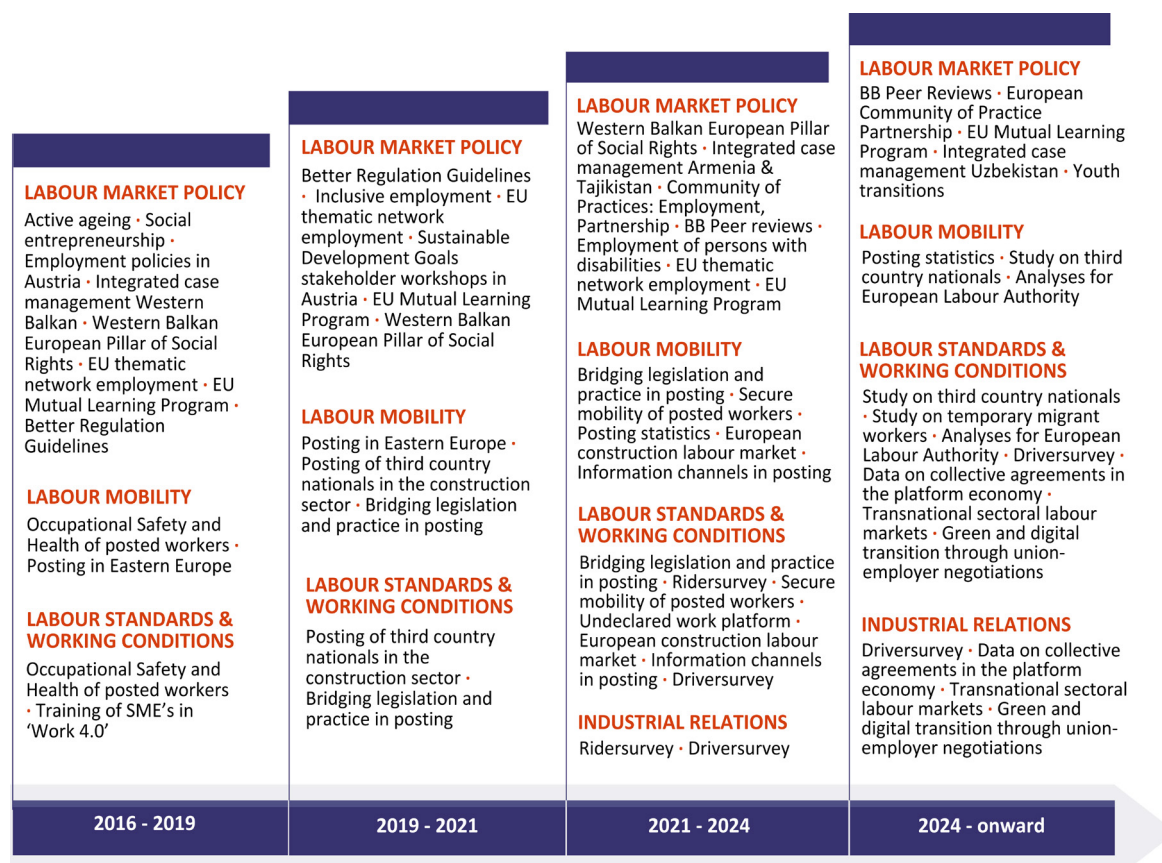 LABOUR MARKET POLICY
Active ageing · Social
entrepreneurship ·
Employment policies in
Austria · Integrated case
management Western
Balkan · Western Balkan
European Pillar of Social
Rights · EU thematic
network employment · EU
Mutual Learning Program ·
Better Regulation
Guidelines
LABOUR MOBILITY
Occupational Safety and
Health of posted workers ·
Posting in Eastern Europe
LABOUR STANDARDS &
WORKING CONDITIONS
Occupational Safety and
Health of posted workers
· Training of SME's in
‘Work 4.0’
2016 - 2019
LABOUR MARKET POLICY
Better Regulation Guidelines
· Inclusive employment · EU
thematic network
employment · Sustainable
Development Goals
stakeholder workshops in
Austria · EU Mutual Learning
Program · Western Balkan
European Pillar of Social
Rights
LABOUR MOBILITY
Posting in Eastern Europe ·
Posting of third country
nationals in the construction
sector · Bridging legislation
and practice in posting
LABOUR STANDARDS &
WORKING CONDITIONS
Posting of third country
nationals in the
construction sector ·
Bridging legislation and
practice in posting
2019 - 2021
LABOUR MARKET POLICY
Western Balkan European Pillar
of Social Rights · Integrated case
management Armenia &
Tajikistan · Community of
Practices: Employment,
Partnership · BB Peer reviews ·
Employment of persons with
disabilities · EU thematic
network employment · EU
Mutual Learning Program
LABOUR MOBILITY
Bridging legislation and
practice in posting · Secure
mobility of posted workers ·
Posting statistics · European
construction labour market ·
Information channels in posting
LABOUR STANDARDS &
WORKING CONDITIONS
Bridging legislation and practice
in posting · Ridersurvey · Secure
mobility of posted workers ·
Undeclared work platform ·
European construction labour
market · Information channels
in posting · Driversurvey
INDUSTRIAL RELATIONS
Ridersurvey · Driversurvey
2021 - 2024
LABOUR MARKET POLICY
BB Peer Reviews · European
Community of Practice
Partnership · EU Mutual Learning
Program · Integrated case
management Uzbekistan · Youth
transitions
LABOUR MOBILITY
Posting statistics · Study on third
country nationals · Analyses for
European Labour Authority
LABOUR STANDARDS &
WORKING CONDITIONS
Study on third country nationals
· Study on temporary migrant
workers · Analyses for European
Labour Authority · Driversurvey ·
Data on collective agreements in
the platform economy ·
Transnational sectoral labour
markets · Green and digital
transition through union-
employer negotiations
INDUSTRIAL RELATIONS
Driversurvey · Data on collective
agreements in the platform
economy · Transnational sectoral
labour markets · Green and
digital transition through union-
employer negotiations
2024 - onward